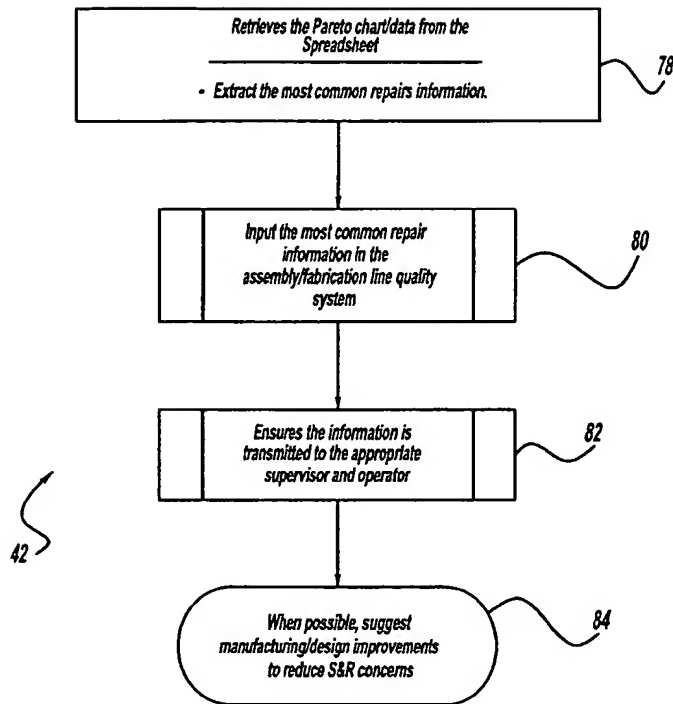 Retrieves the Pareto chart/data from the
Spreadsheet
- Extract the most common repairs information.
78
Input the most common repair
information in the
assembly/fabrication line quality
system
80
Ensures the information is
transmitted to the appropriate
supervisor and operator
82
42
When possible, suggest
manufacturing/design improvements
to reduce S&R concerns
84